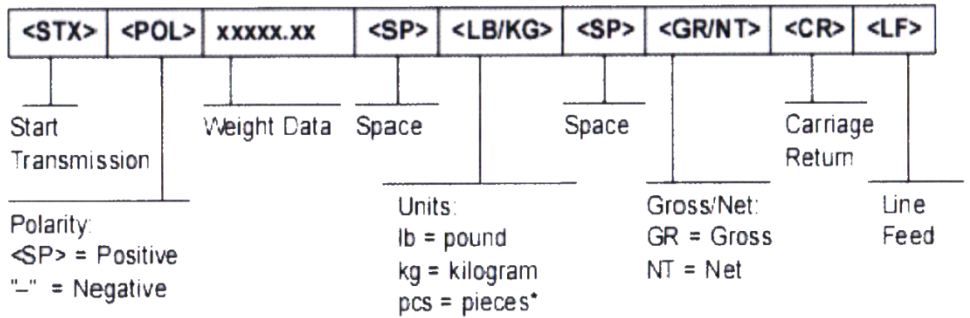 <STX> <POL> xxxxx.xx <SP> <LB/KG> <SP> <GR/NT> <CR> <LF>
Start
Transmission
Weight Data
Space
Space
Carriage
Return
Polarity:
<SP> = Positive
"–" = Negative
Units:
lb = pound
kg = kilogram
pcs = pieces*
Gross/Net:
GR = Gross
NT = Net
Line
Feed